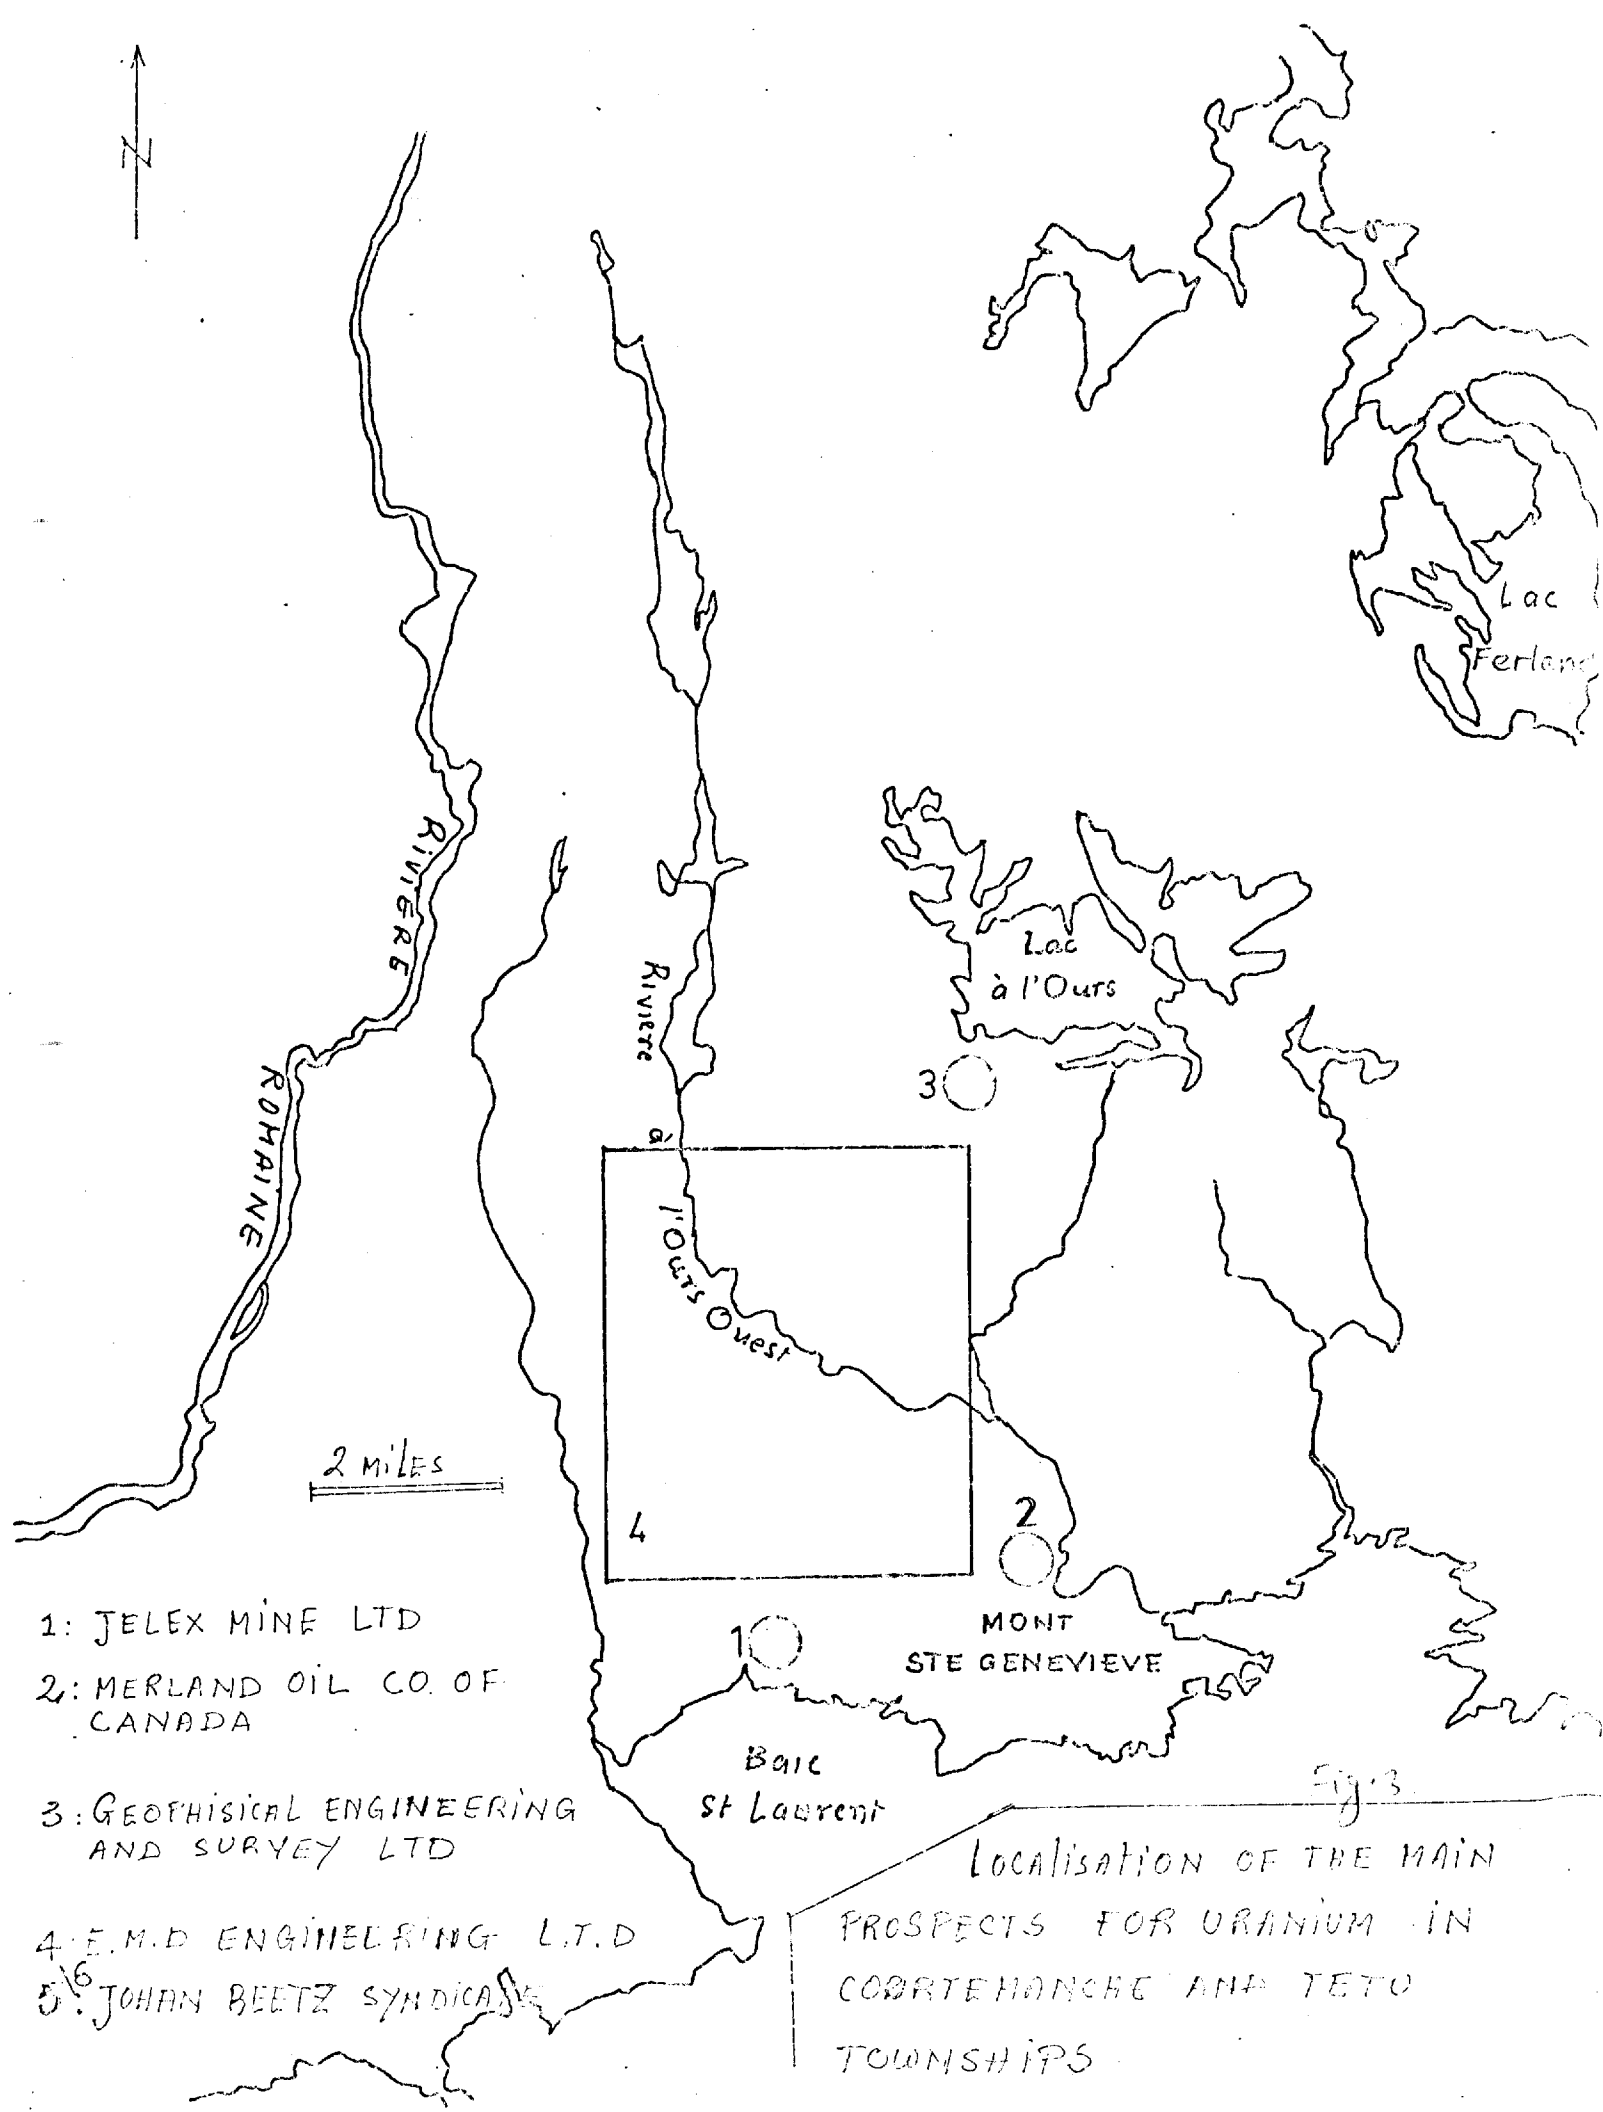 N
Lac
Ferland
RIVIERE
Lac
à l'Ours
Riviere
3
ROMAINE
à
l'Ours Ouest
2 MILES
4
2
1: JELEX MINE LTD
1
MONT
STE GENEVIEVE
2: MERLAND OIL CO. OF
CANADA
Baie
St Laurent
Fig. 3
3: GEOPHISICAL ENGINEERING
AND SURVEY LTD
LOCALISATION OF THE MAIN
PROSPECTS FOR URANIUM IN
COURTEMANCHE AND TETU
TOWNSHIPS
4: E.M.D ENGINEERING L.T.D
5\6: JOHAN BEETZ SYNDICATE